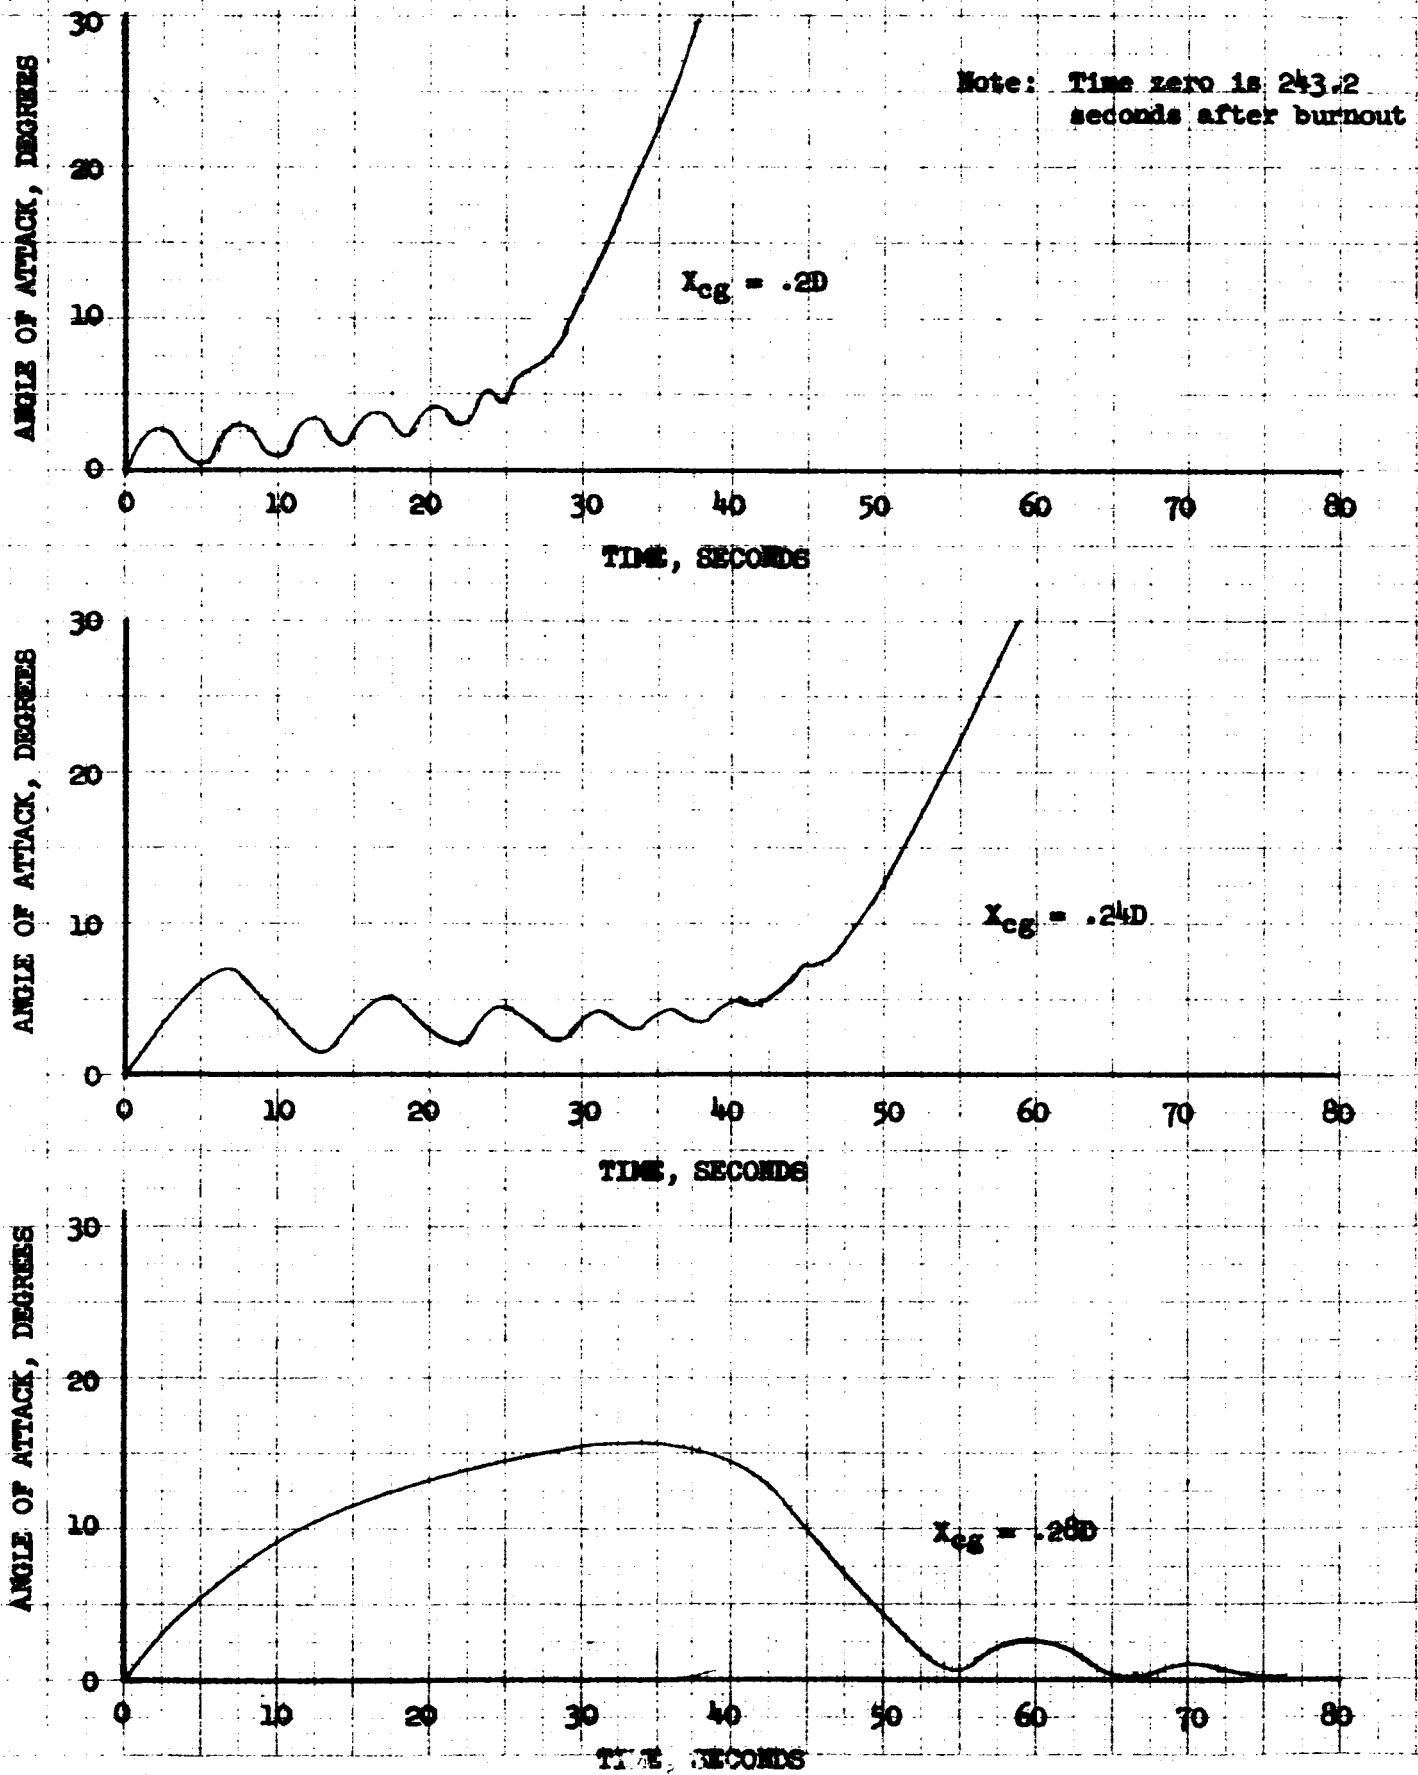 30
20
10
0
ANGLE OF ATTACK, DEGREES
Note: Time zero is 243.2
seconds after burnout
Xcg = .2D
0 10 20 30 40 50 60 70 80
TIME, SECONDS
30
20
10
0
ANGLE OF ATTACK, DEGREES
Xcg = .24D
0 10 20 30 40 50 60 70 80
TIME, SECONDS
30
20
10
0
ANGLE OF ATTACK, DEGREES
Xcg = .28D
0 10 20 30 40 50 60 70 80
TIME, SECONDS